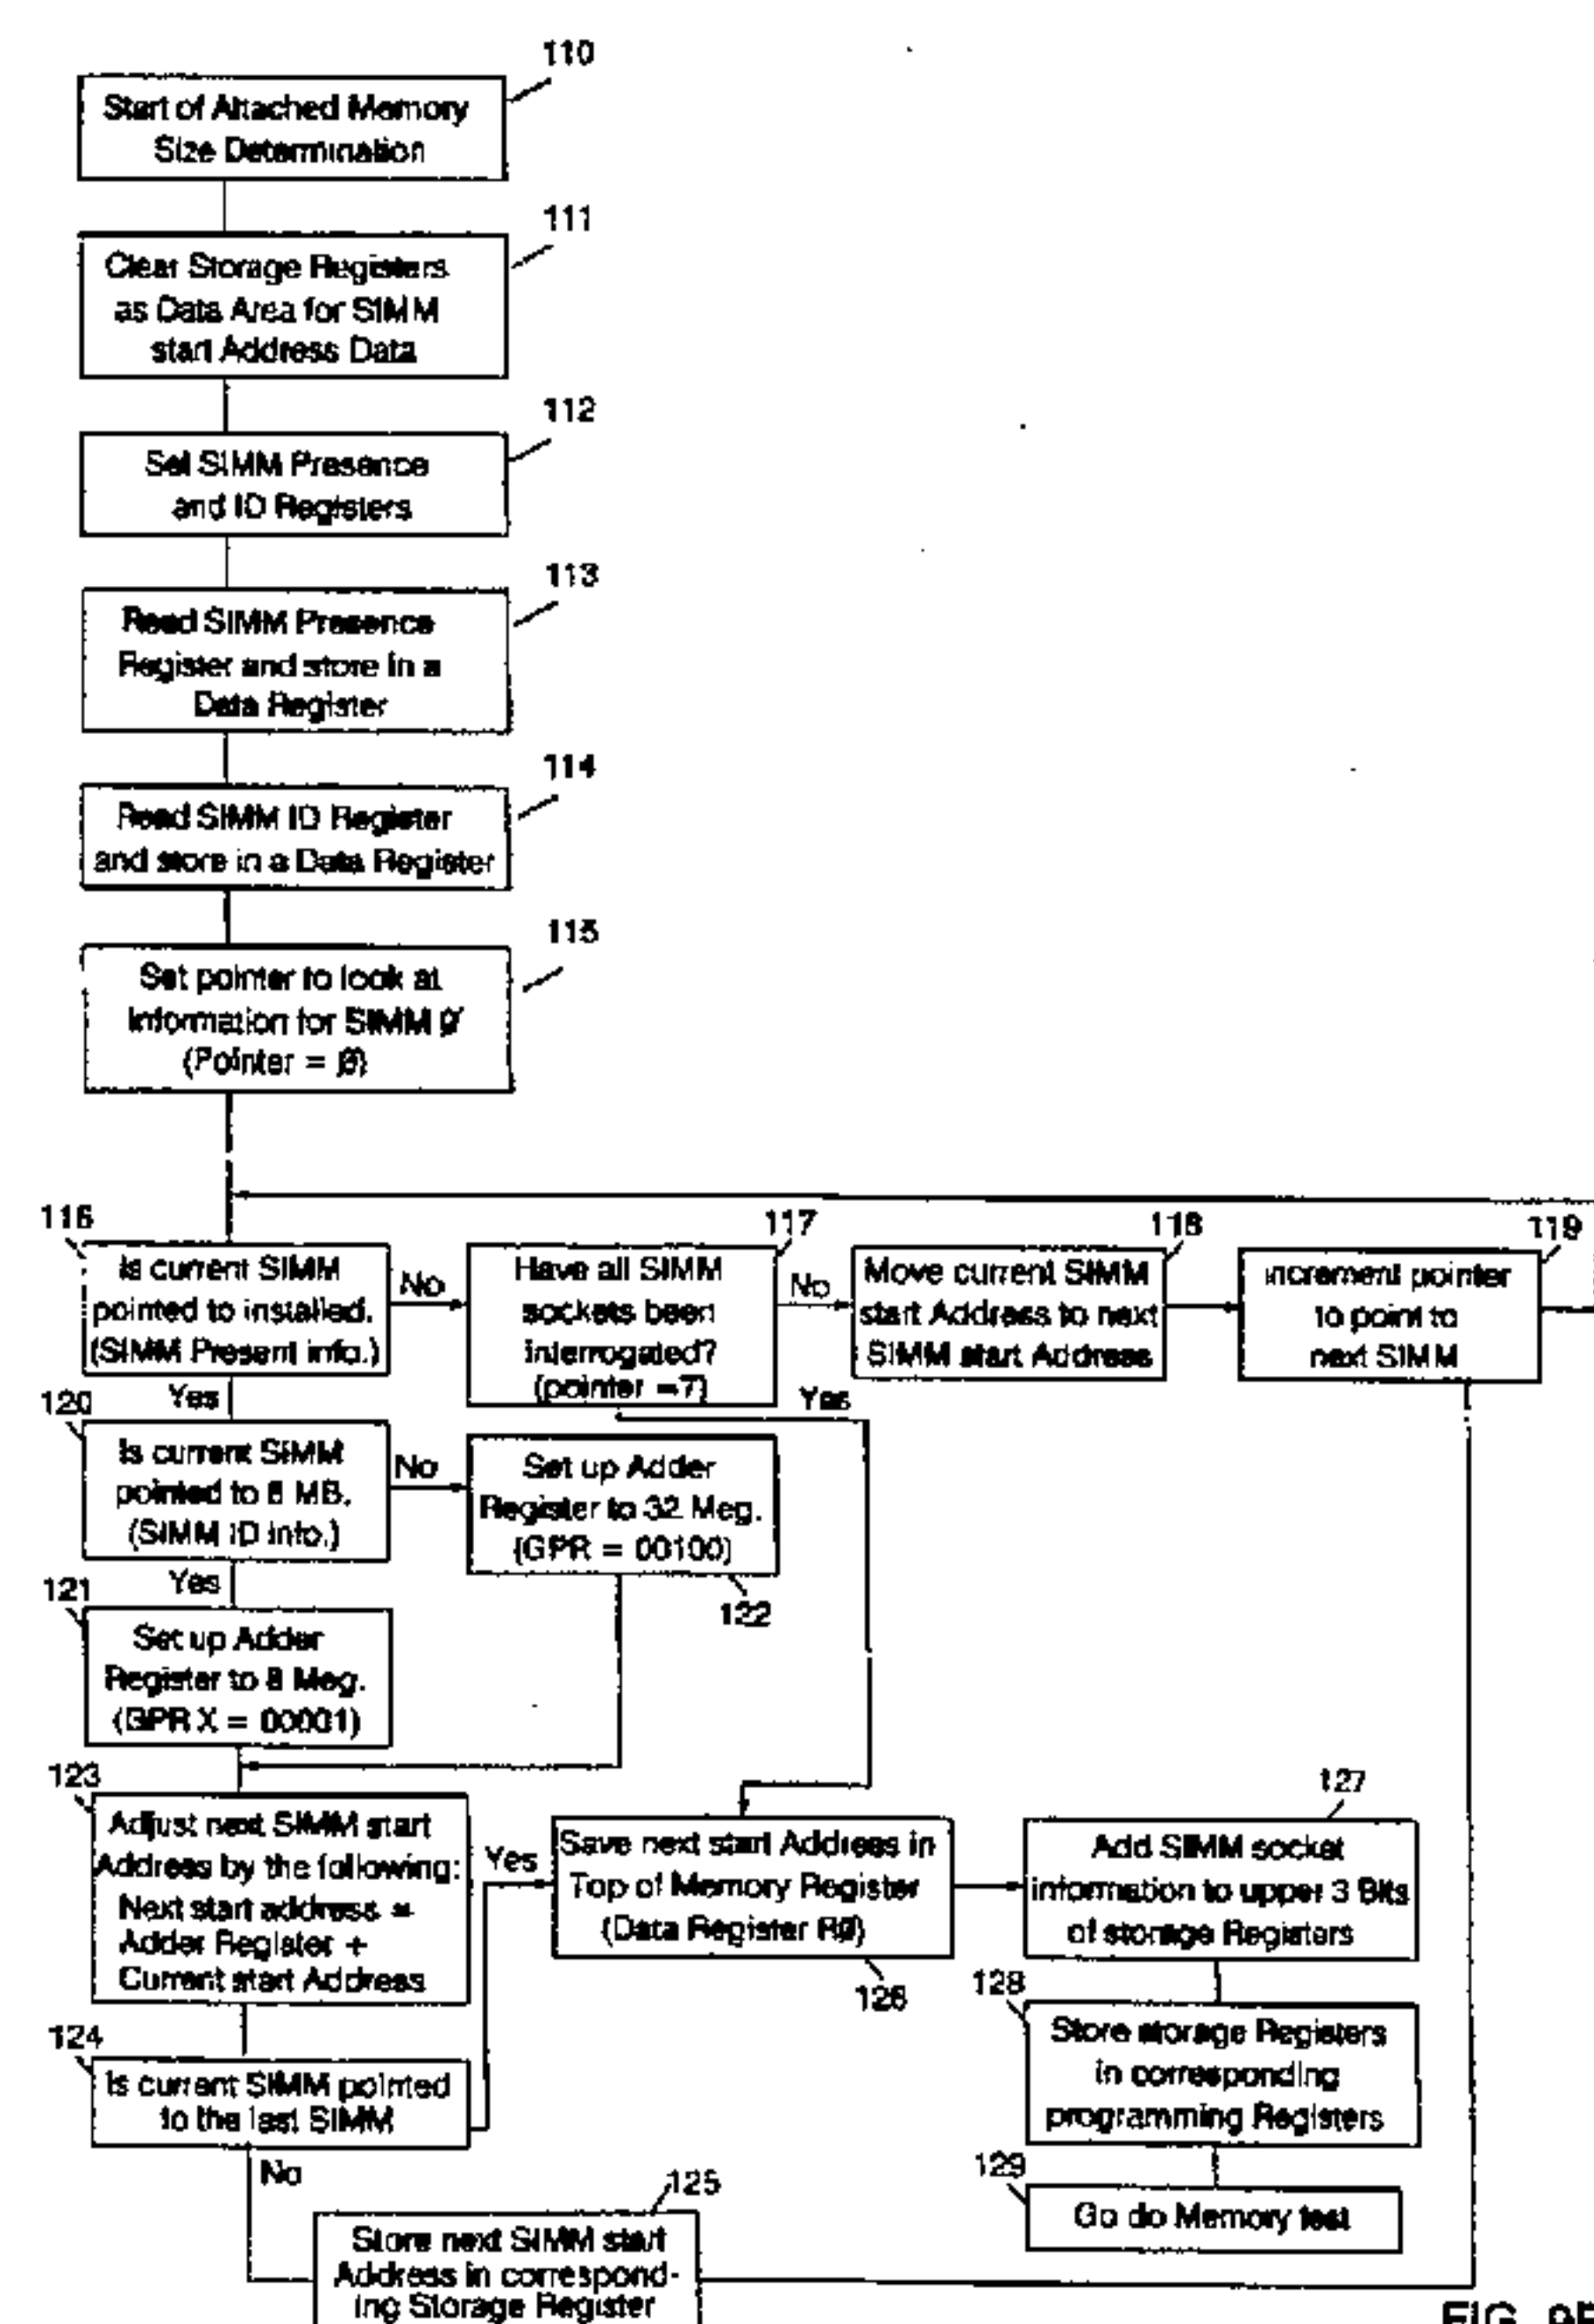 110
Start of Attached Memory
Size Determination
111
Clear Storage Registers
as Data Area for SIMM
start Address Data
112
Set SIMM Presence
and ID Registers
113
Read SIMM Presence
Register and store in a
Data Register
114
Read SIMM ID Register
and store in a Data Register
115
Set pointer to look at
Information for SIMM 0
(Pointer = 0)
116
Is current SIMM
pointed to installed.
(SIMM Present info.)
No
Yes
117
Have all SIMM
sockets been
interrogated?
(pointer =7)
No
Yes
118
Move current SIMM
start Address to next
SIMM start Address
119
Increment pointer
to point to
next SIMM
120
Is current SIMM
pointed to 8 MB.
(SIMM ID info.)
No
Yes
Set up Adder
Register to 32 Meg.
(GPR = 00100)
122
121
Set up Adder
Register to 8 Meg.
(GPR X = 00001)
123
Adjust next SIMM start
Address by the following:
Next start address =
Adder Register +
Current start Address
124
Is current SIMM pointed
to the last SIMM
Yes
No
Save next start Address in
Top of Memory Register
(Data Register R0)
126
127
Add SIMM socket
information to upper 3 Bits
of storage Registers
128
Store storage Registers
in corresponding
programming Registers
129
Go do Memory test
125
Store next SIMM start
Address in correspond-
ing Storage Register